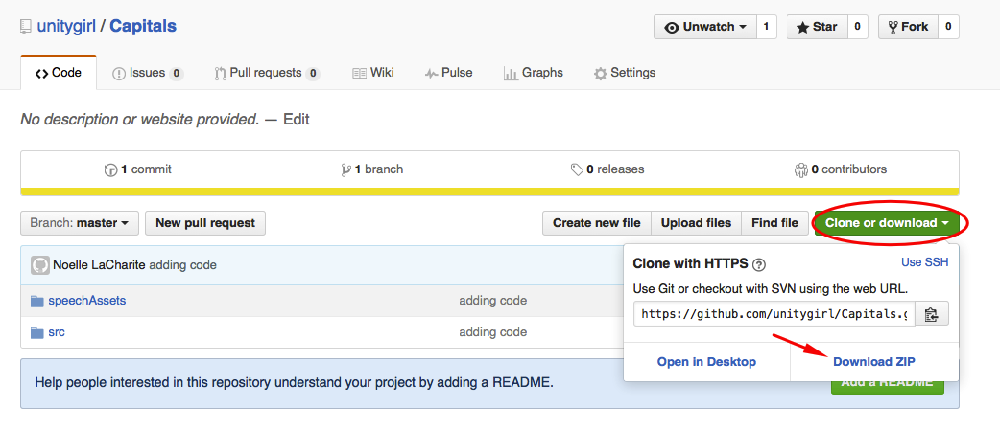 unitygirl / Capitals
Unwatch 1 Star 0 Fork 0
Code Issues 0 Pull requests 0 Wiki Pulse Graphs Settings
No description or website provided. — Edit
1 commit 1 branch 0 releases 0 contributors
Branch: master New pull request Create new file Upload files Find file Clone or download
Noelle LaCharite adding code
speechAssets adding code
src adding code
Clone with HTTPS ? Use SSH
Use Git or checkout with SVN using the web URL.
https://github.com/unitygirl/Capitals.g
Open in Desktop Download ZIP
Help people interested in this repository understand your project by adding a README.
Add a README